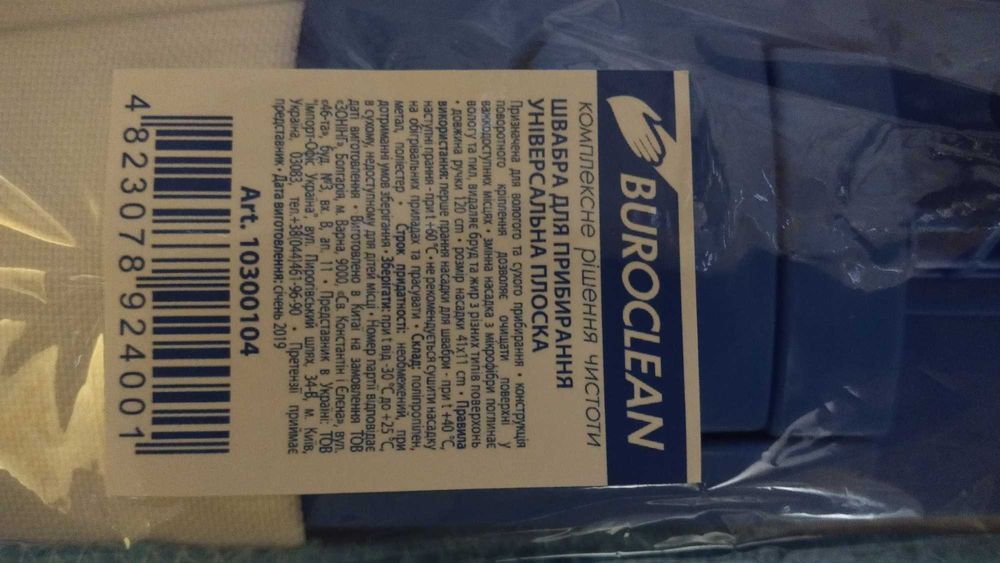 BUROCLEAN
комплексне рішення чистоти
ШВАБРА ДЛЯ ПРИБИРАННЯ
УНІВЕРСАЛЬНА ПЛОСКА
Призначена для вологого та сухого прибирання • конструкція
поворотного кріплення дозволяє очищати поверхні у
важкодоступних місцях • змінна насадка з мікрофібри поглинає
вологу та пил, видаляє бруд та жир з різних типів поверхонь
• довжина ручки 120 cm • розмір насадки 41x11 cm • Правила
використання: перше прання насадки для швабри - при t +40 °C,
наступні прання - при t +60 °C • не рекомендується сушити насадку
на обігрівальних приладах та прасувати • Склад: поліпропілен,
метал, поліестер • Строк придатності: необмежений, при
дотриманні умов зберігання • Зберігати: при t від -30 °C до -25 °C,
в сухому, недоступному для дітей місці • Номер партії відповідає
даті виготовлення • Виготовлено в Китаї на замовлення ТОВ
«ЗОНІНГ», Болгарія, м. Варна, 9000, «Св. Константін і Єлєна», вул.
«46-та», буд. №3, вх. В, ап. 11 • Представник в Україні: ТОВ
"Імпорт-Офіс Україна" вул. Пирогівський шлях, 34-В, м. Київ,
Україна, 03083, тел.+38(044)461-96-90 • Претензії приймає
представник • Дата виготовлення: січень 2019
Art. 10300104
4 823078 924001